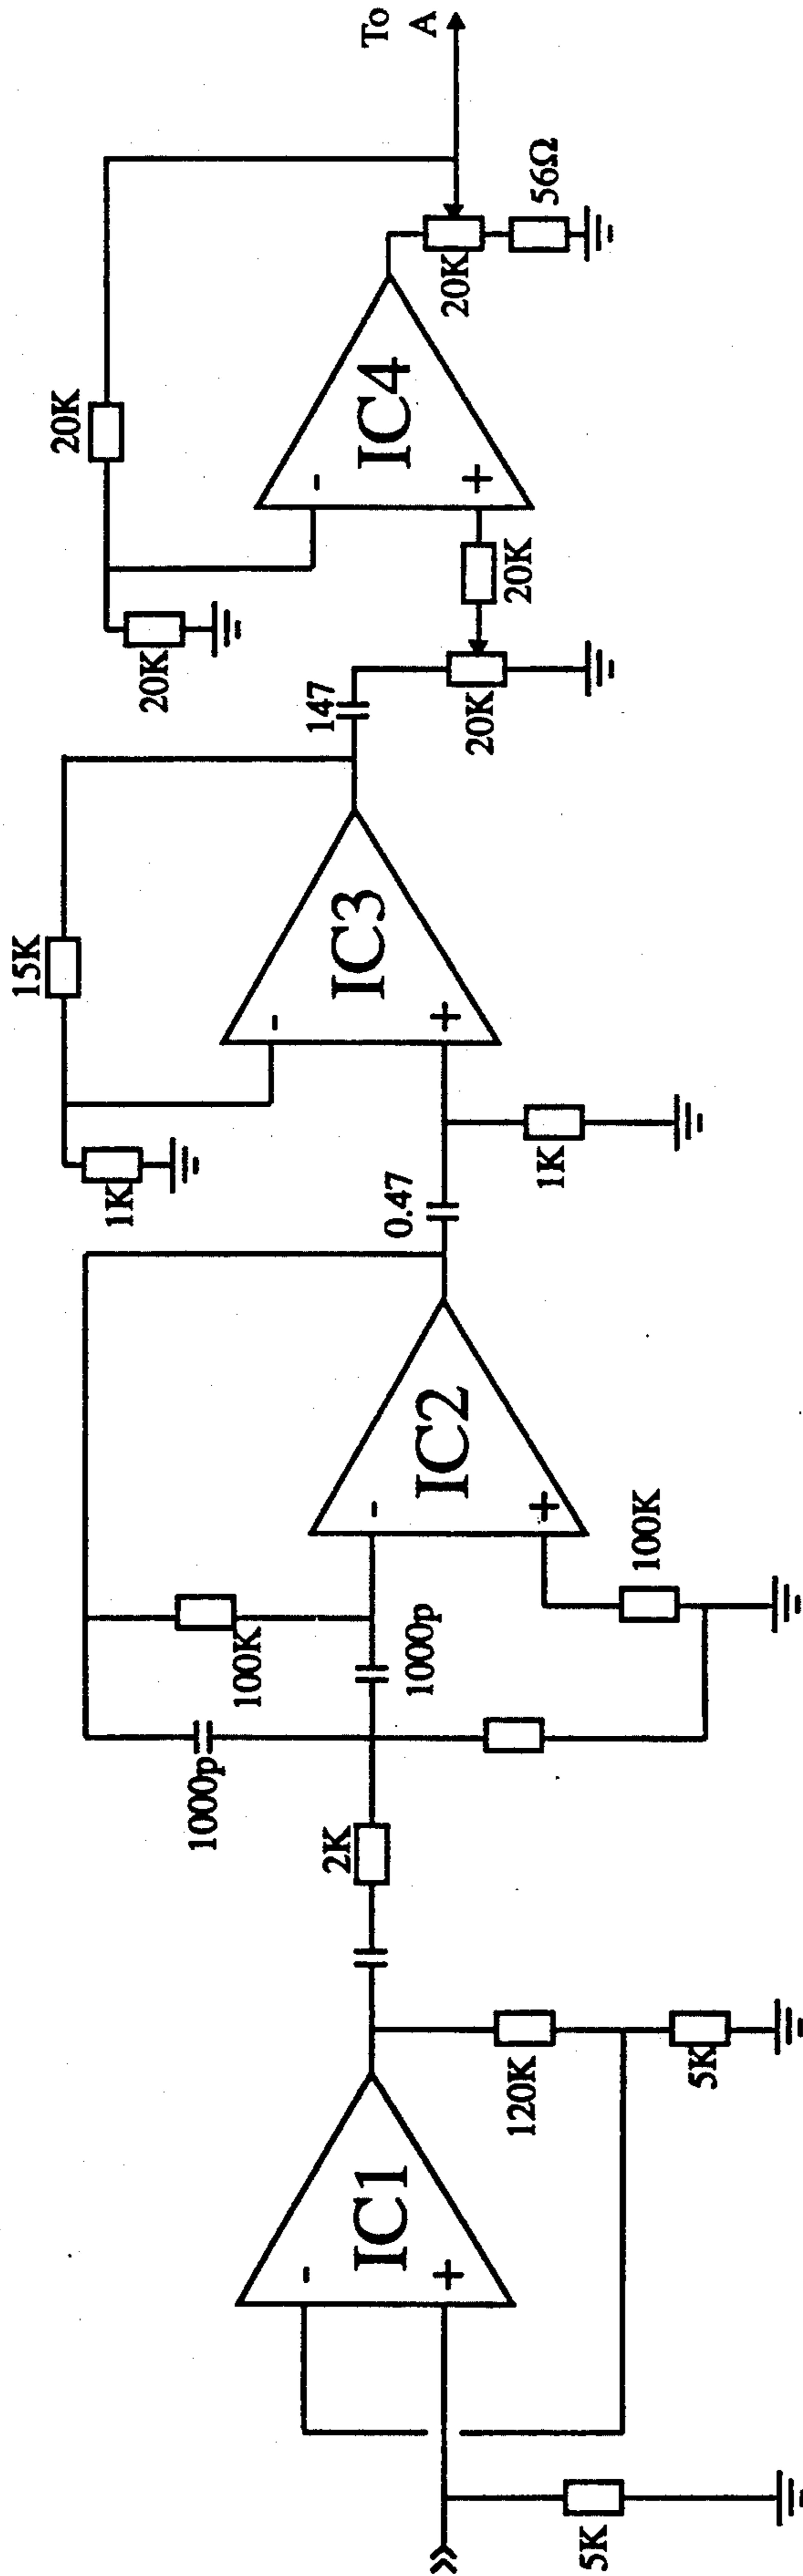 To
A
20K
56Ω
20K
IC4
-
+
20K
20K
147
20K
15K
IC3
-
+
1K
0.47
1K
IC2
-
+
100K
100K
1000p
1000p
2K
IC1
-
+
120K
5K
5K